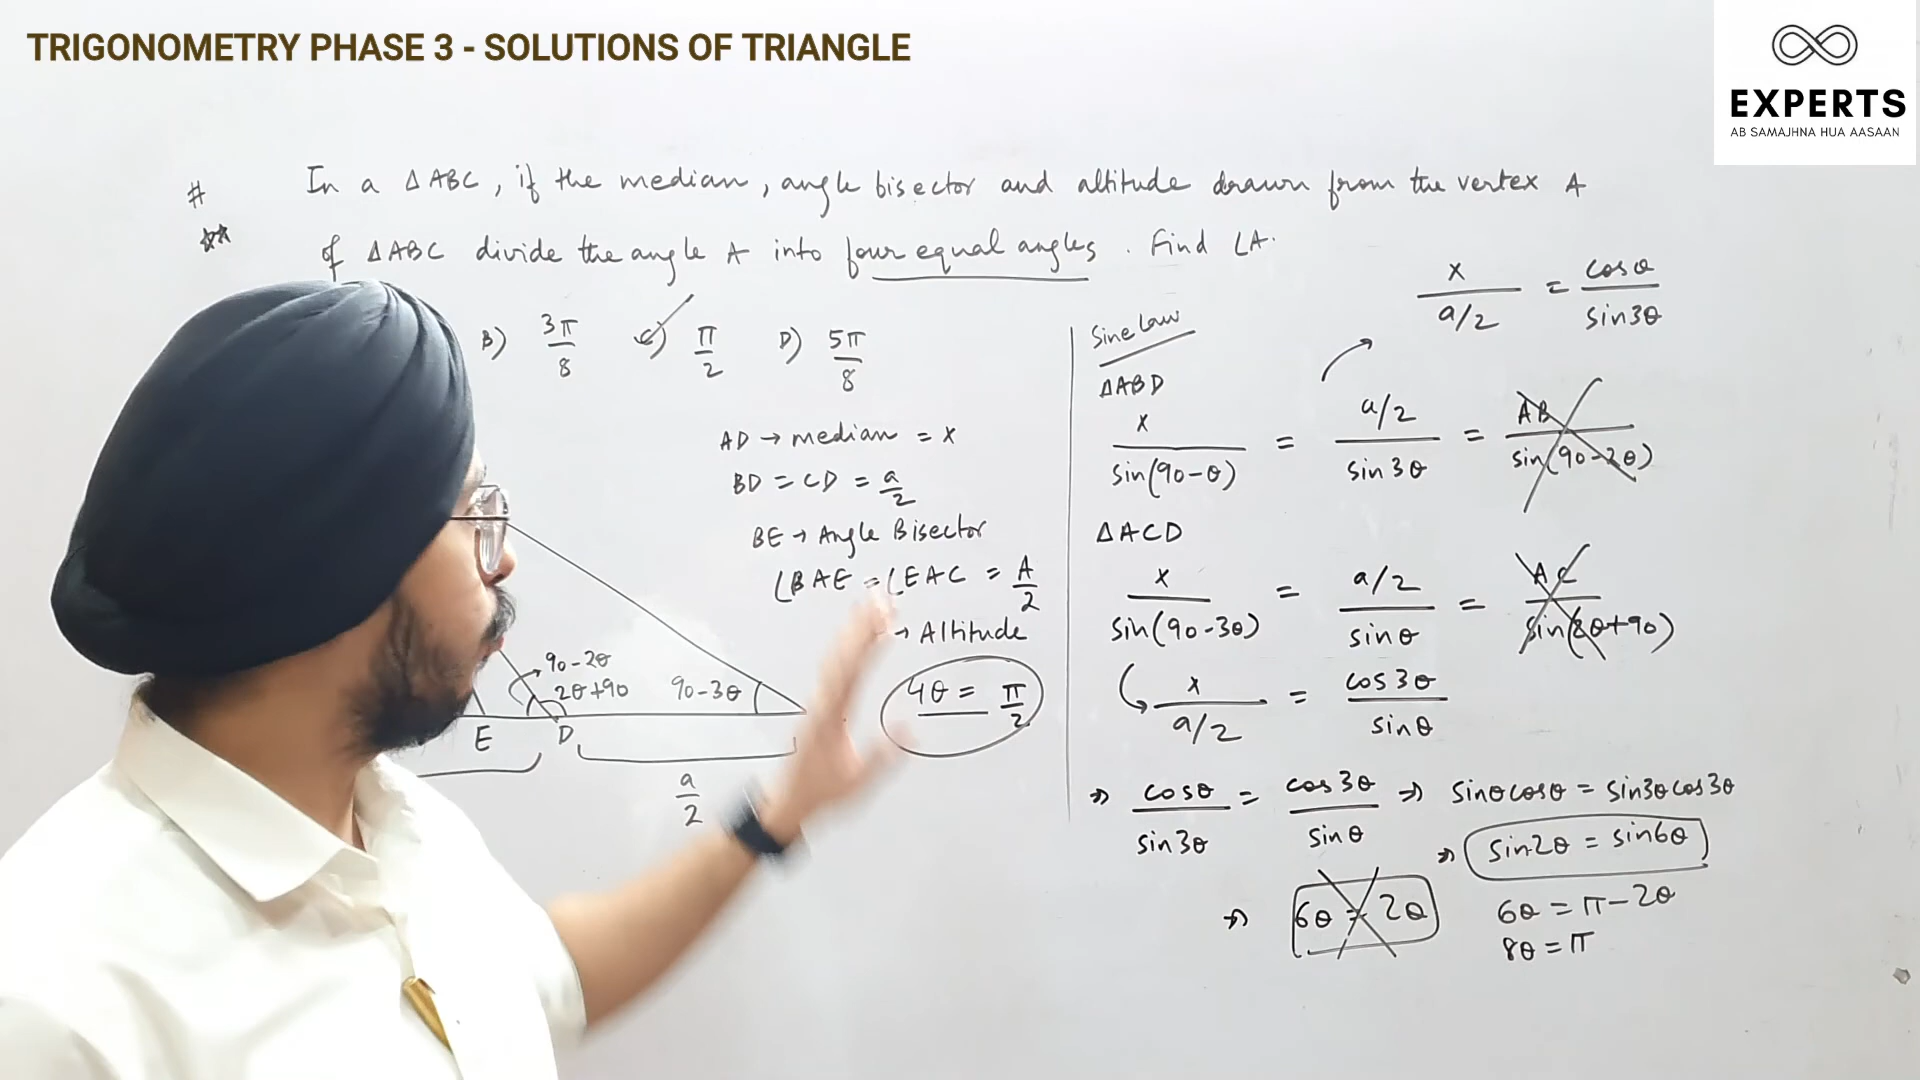 TRIGONOMETRY PHASE 3 - SOLUTIONS OF TRIANGLE
EXPERTS
AB SAMAJHNA HUA AASAAN
# In a △ABC, if the median, angle bisector and altitude drawn from the vertex A
of △ABC divide the angle A into four equal angles. Find ∠A.
B) 3π/8 C) π/2 D) 5π/8
AD → median = x
BD = CD = a/2
BE → Angle Bisector
∠BAE = ∠EAC = A/2
→ Altitude
4θ = π/2
90-2θ
2θ+90
90-3θ
E
D
a/2
Sine Law
△ABD
x/sin(90-θ) = a/2/sin3θ = AB/sin(90-2θ)
x/a/2 = cosθ/sin3θ
△ACD
x/sin(90-3θ) = a/2/sinθ = AC/sin(2θ+90)
x/a/2 = cos3θ/sinθ
⇒ cosθ/sin3θ = cos3θ/sinθ ⇒ sinθcosθ = sin3θcos3θ
⇒ sin2θ = sin6θ
⇒ 6θ = 2θ
6θ = π-2θ
8θ = π